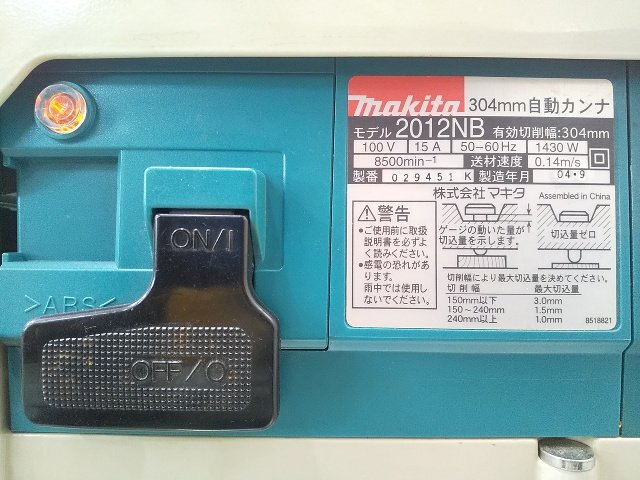 ON/I
OFF/O
>ABS<
makita 304mm自動カンナ
モデル 2012NB 有効切削幅:304mm
100 V 15 A 50-60 Hz 1430 W
8500min-1 送材速度 0.14m/s
製番 029451 K 製造年月 04・9
株式会社マキタ Assembled in China
⚠警告
●ご使用前に取扱
説明書を必ずよ
く読みください。
●感電の恐れがあ
ります。
雨中では使用し
ないでください。
ゲージの動いた量が
切込量を示します。
切込量ゼロ
切削幅により最大切込量を決めてください。
切削幅 最大切込量
150mm以下 3.0mm
150～240mm 1.5mm
240mm以上 1.0mm
8518821